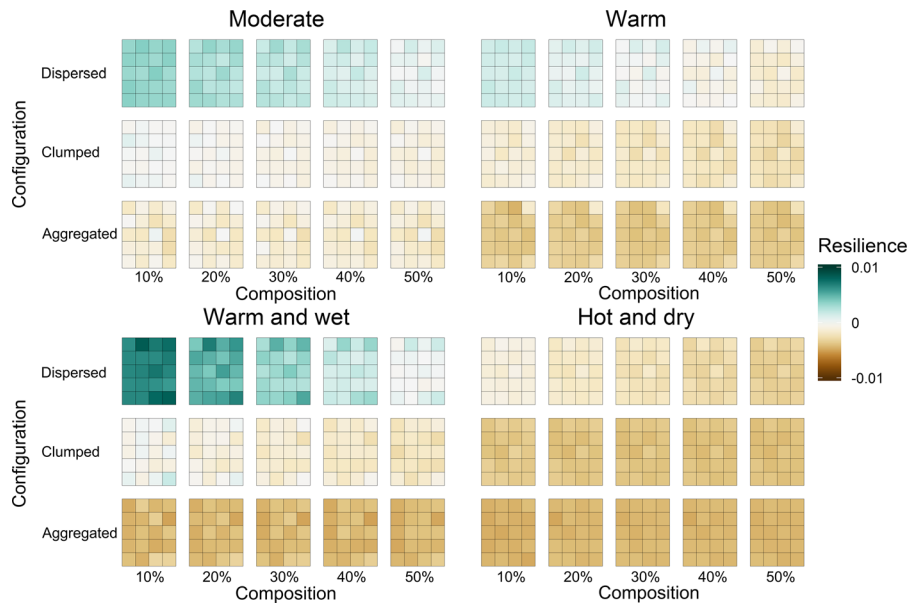 Moderate
Warm
Configuration
Dispersed
Clumped
Aggregated
10% 20% 30% 40% 50%
Composition
10% 20% 30% 40% 50%
Composition
Resilience
0.01
0
-0.01
Warm and wet
Hot and dry
Configuration
Dispersed
Clumped
Aggregated
10% 20% 30% 40% 50%
Composition
10% 20% 30% 40% 50%
Composition